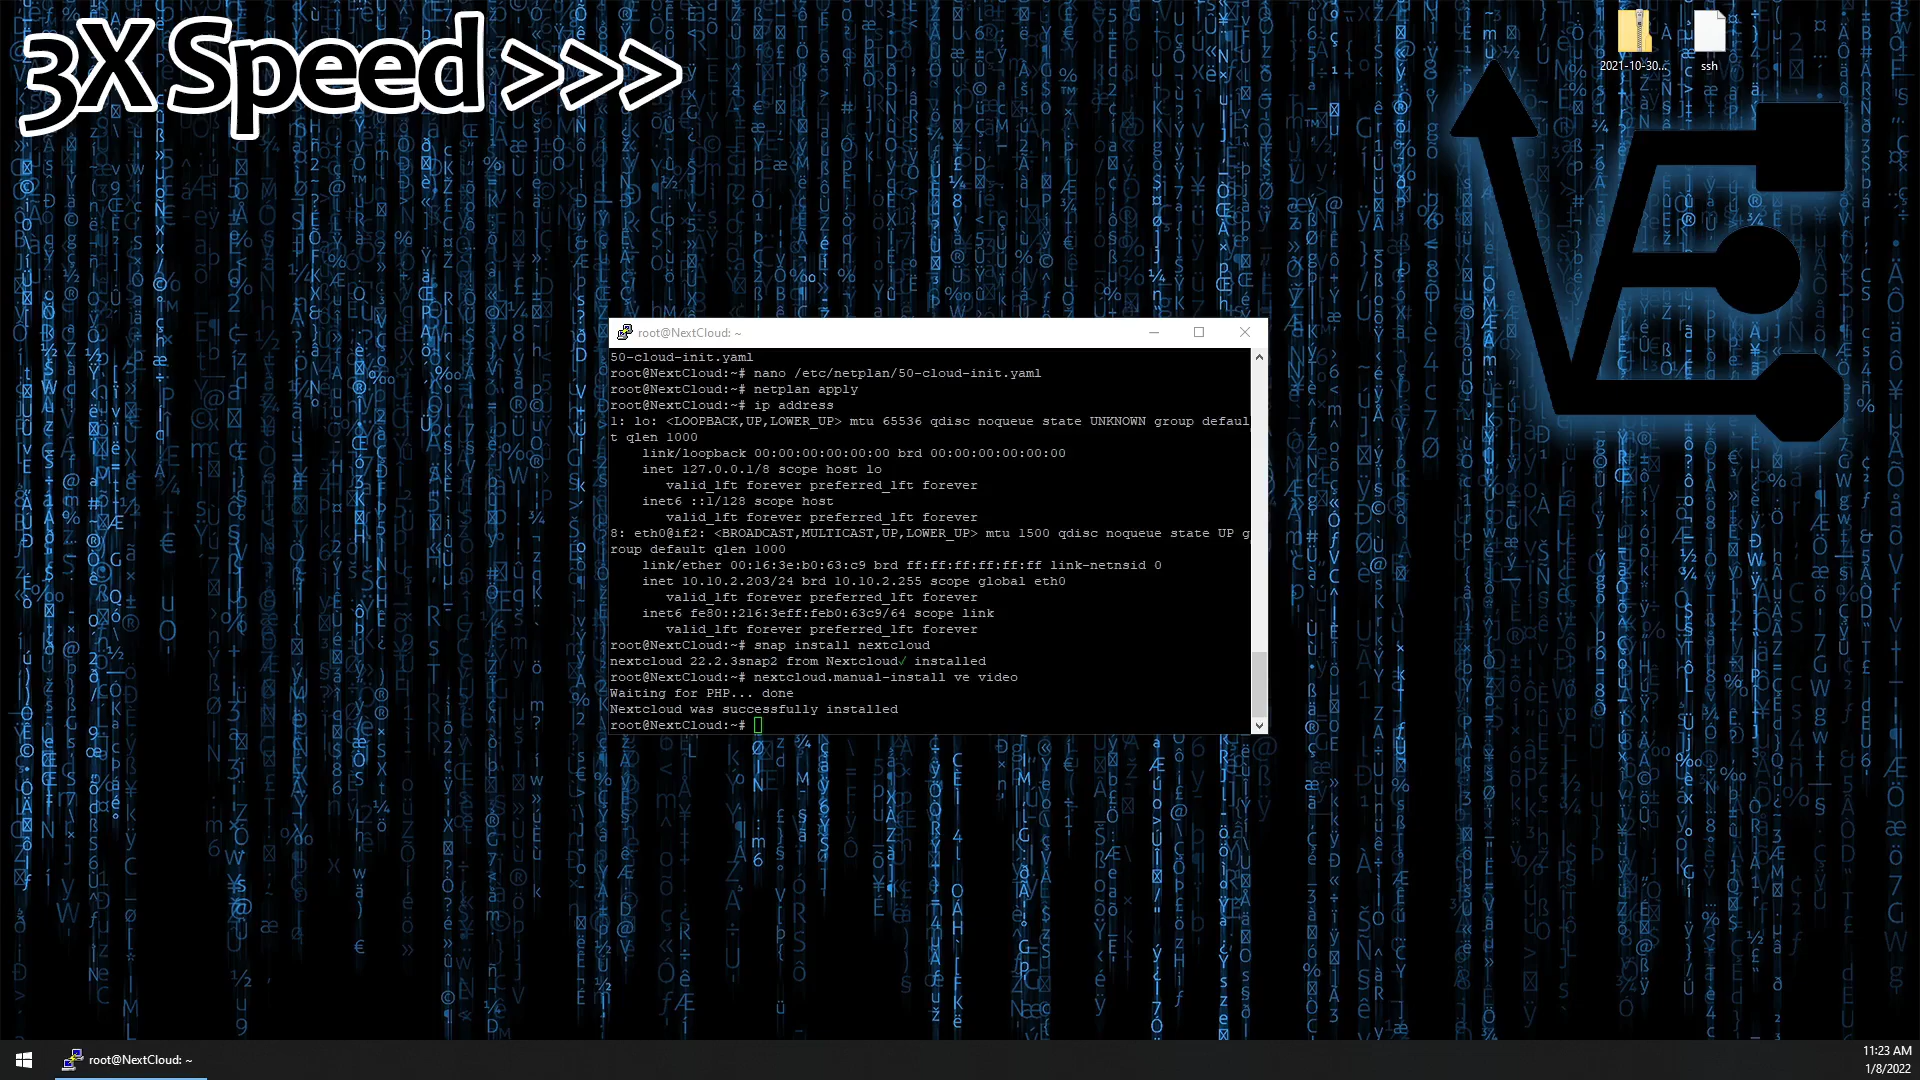 3X Speed >>>
2021-10-30...
ssh
root@NextCloud: ~
50-cloud-init.yaml
root@NextCloud:~# nano /etc/netplan/50-cloud-init.yaml
root@NextCloud:~# netplan apply
root@NextCloud:~# ip address
1: lo: <LOOPBACK,UP,LOWER_UP> mtu 65536 qdisc noqueue state UNKNOWN group defaul
t qlen 1000
    link/loopback 00:00:00:00:00:00 brd 00:00:00:00:00:00
    inet 127.0.0.1/8 scope host lo
       valid_lft forever preferred_lft forever
    inet6 ::1/128 scope host
       valid_lft forever preferred_lft forever
8: eth0@if2: <BROADCAST,MULTICAST,UP,LOWER_UP> mtu 1500 qdisc noqueue state UP g
roup default qlen 1000
    link/ether 00:16:3e:b0:63:c9 brd ff:ff:ff:ff:ff:ff link-netnsid 0
    inet 10.10.2.203/24 brd 10.10.2.255 scope global eth0
       valid_lft forever preferred_lft forever
    inet6 fe80::216:3eff:feb0:63c9/64 scope link
       valid_lft forever preferred_lft forever
root@NextCloud:~# snap install nextcloud
nextcloud 22.2.3snap2 from Nextcloud✓ installed
root@NextCloud:~# nextcloud.manual-install ve video
Waiting for PHP... done
Nextcloud was successfully installed
root@NextCloud:~#
root@NextCloud: ~
11:23 AM
1/8/2022